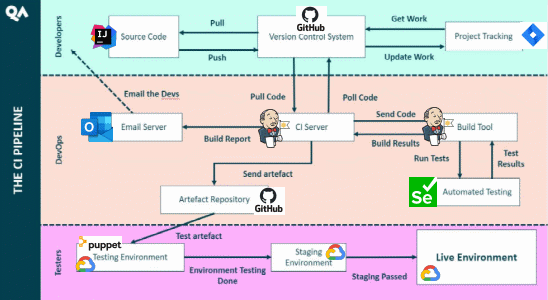 QA
THE CI PIPELINE
Developers
DevOps
Testers
IJ
Source Code
Pull
Push
GitHub
Version Control System
Get Work
Update Work
Project Tracking
Email the Devs
Pull Code
Poll Code
Email Server
Build Report
CI Server
Send Code
Build Results
Build Tool
Run Tests
Test
Results
Send artefact
Artefact Repository
GitHub
Se
Automated Testing
Test artefact
puppet
Testing Environment
Environment Testing
Done
Staging
Environment
Staging Passed
Live Environment